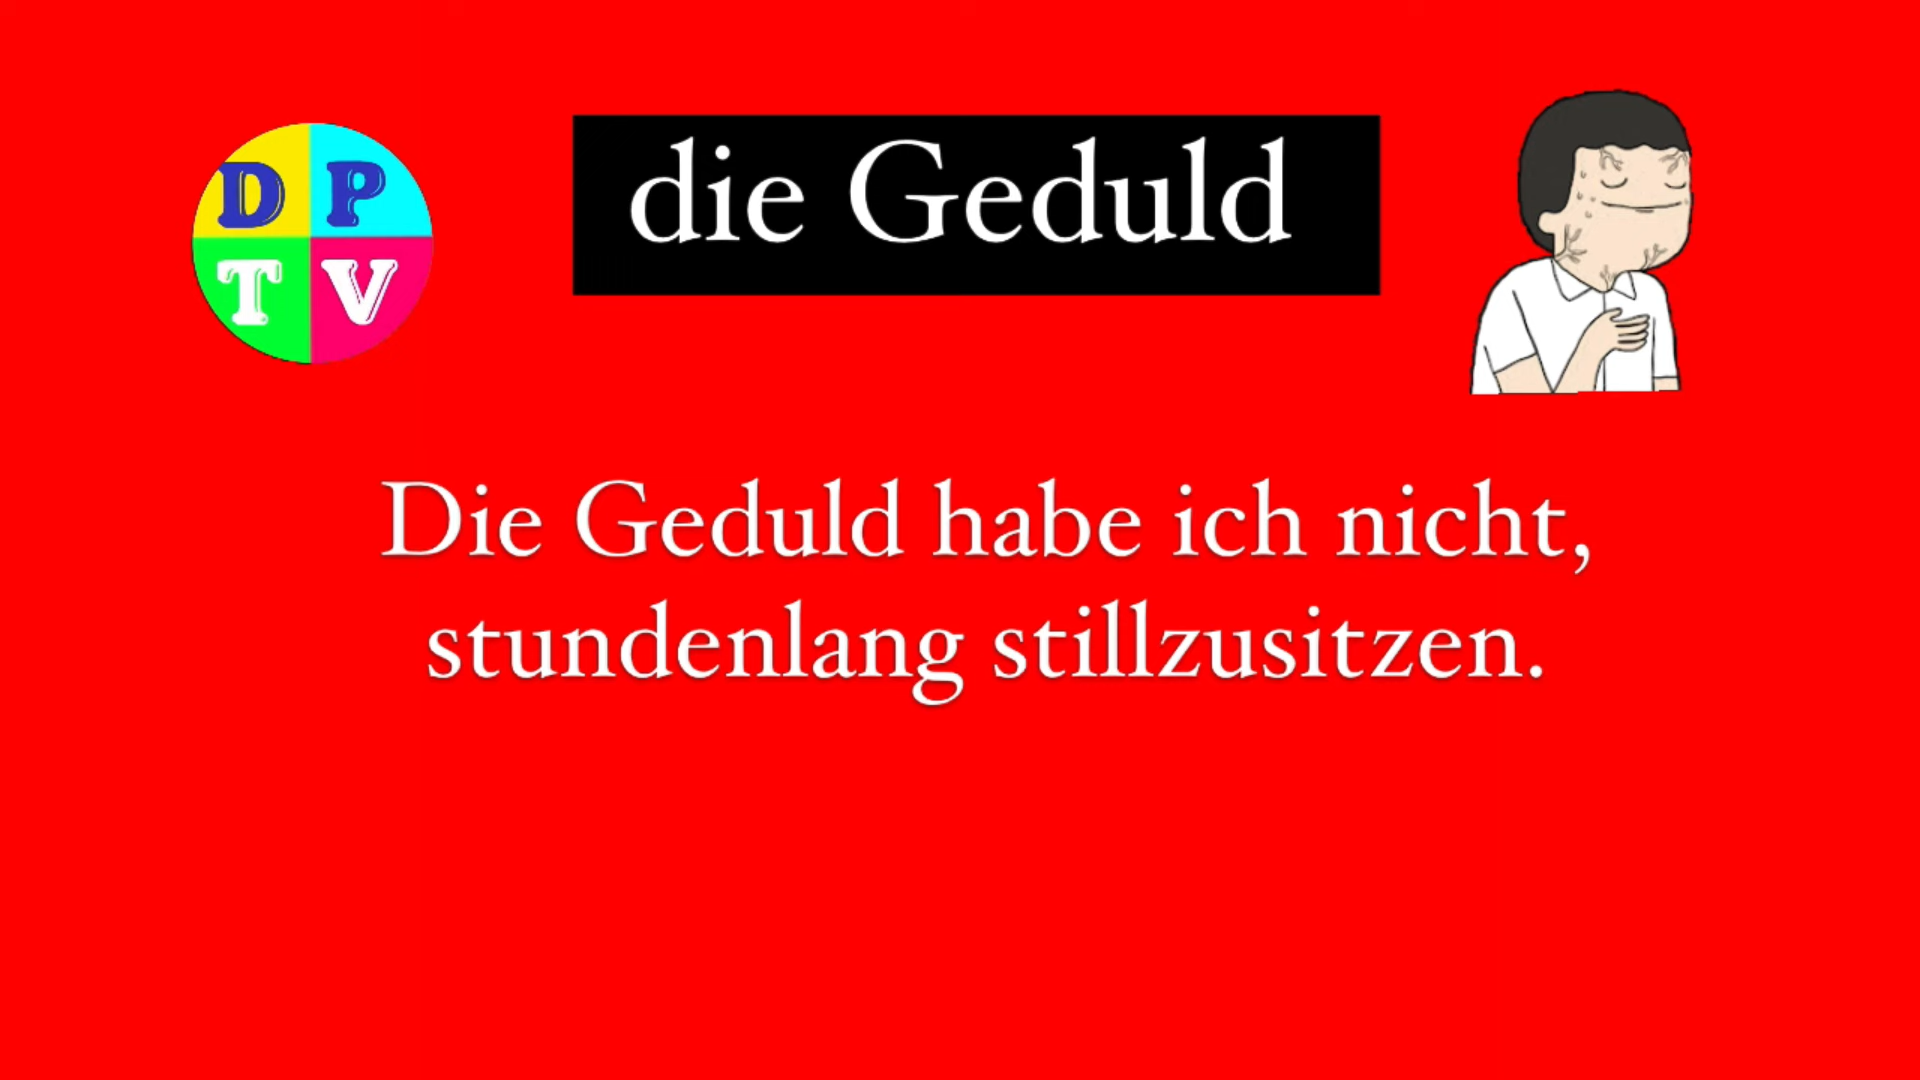 D P
T V
die Geduld
Die Geduld habe ich nicht,
stundenlang stillzusitzen.